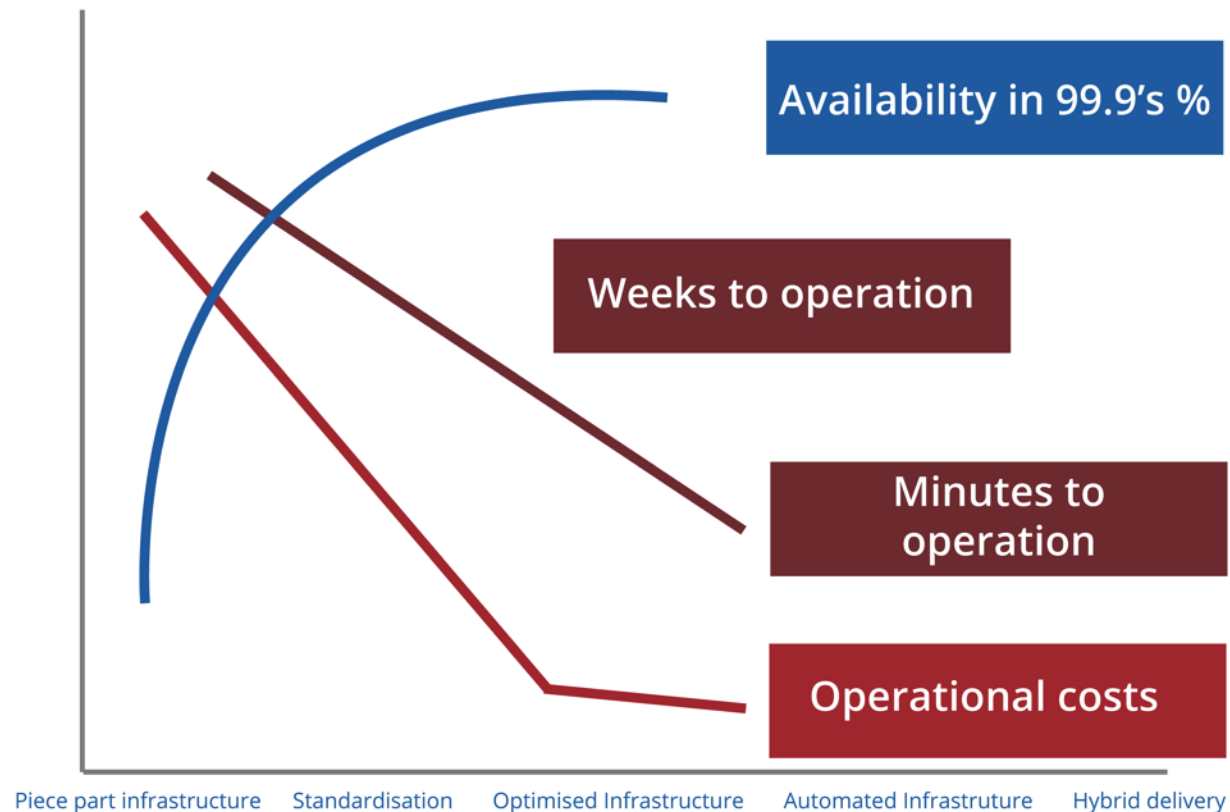 Availability in 99.9’s %
Weeks to operation
Minutes to
operation
Operational costs
Piece part infrastructure
Standardisation
Optimised Infrastructure
Automated Infrastruture
Hybrid delivery